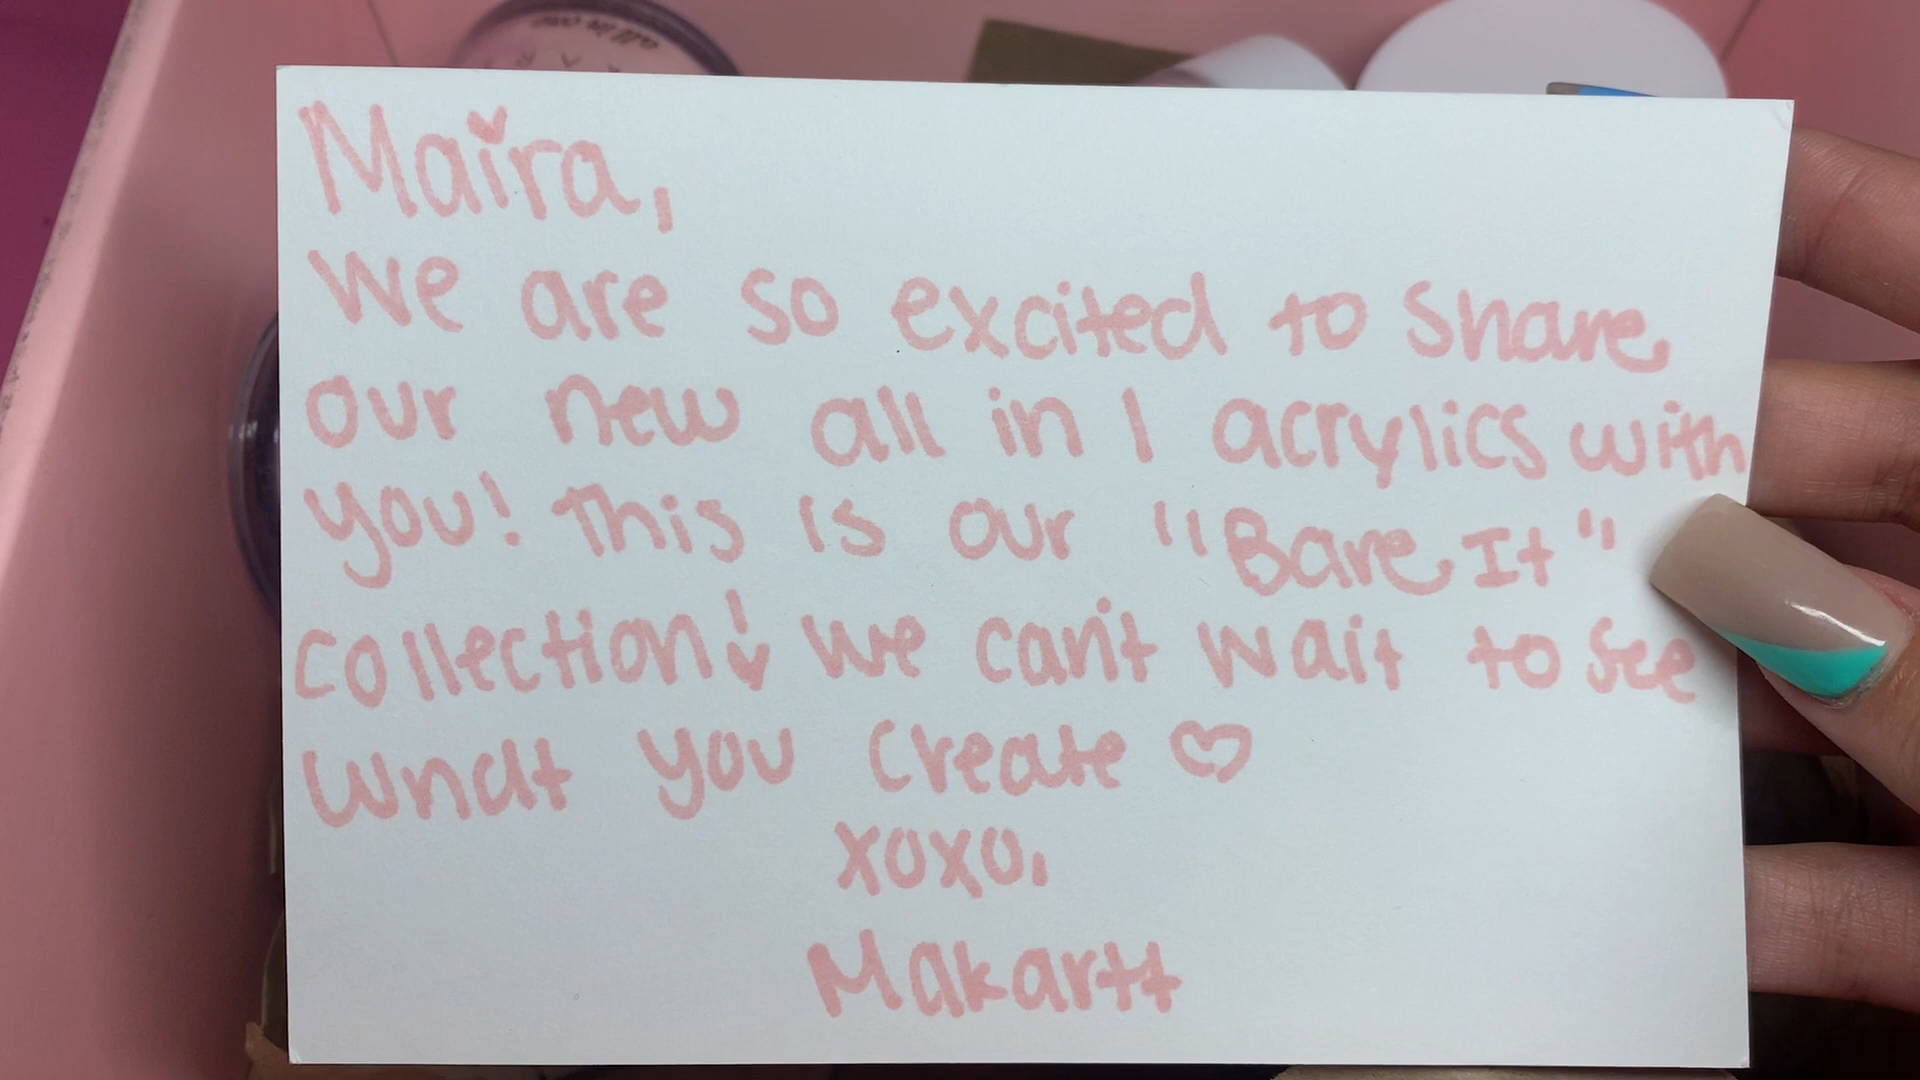 Maira,
We are so excited to share
our new all in 1 acrylics with
you! This is our "Bare It"
collection! We can't wait to see
what you create ♡
xoxo,
Makartt